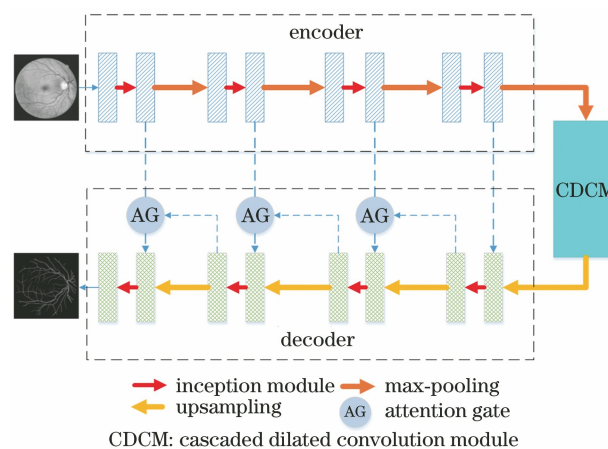 encoder
CDCM
AG AG AG
decoder
inception module max-pooling
upsampling AG attention gate
CDCM: cascaded dilated convolution module